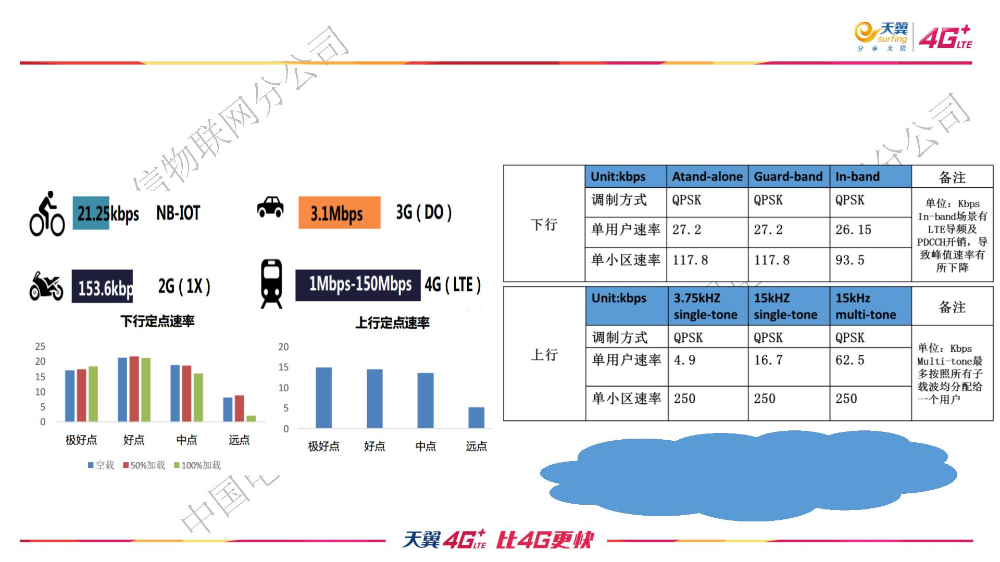 天翼
surfing
分享无限
4G+ LTE
信物联网分公司
分公司
21.25kbps NB-IOT
3.1Mbps 3G ( DO )
153.6kbp 2G ( 1X )
1Mbps-150Mbps 4G ( LTE )
下行定点速率
25
20
15
10
5
0
极好点 好点 中点 远点
空载 50%加载 100%加载
上行定点速率
20
15
10
5
0
极好点 好点 中点 远点
下行
Unit:kbps Atand-alone Guard-band In-band 备注
调制方式 QPSK QPSK QPSK
单用户速率 27.2 27.2 26.15
单小区速率 117.8 117.8 93.5
单位：Kbps
In-band场景有
LTE导频及
PDCCH开销，导
致峰值速率有
所下降
上行
Unit:kbps 3.75kHZ single-tone 15kHZ single-tone 15kHz multi-tone 备注
调制方式 QPSK QPSK QPSK
单用户速率 4.9 16.7 62.5
单小区速率 250 250 250
单位：Kbps
Multi-tone最
多按照所有子
载波均分配给
一个用户
中国电
天翼4G+ LTE 比4G更快